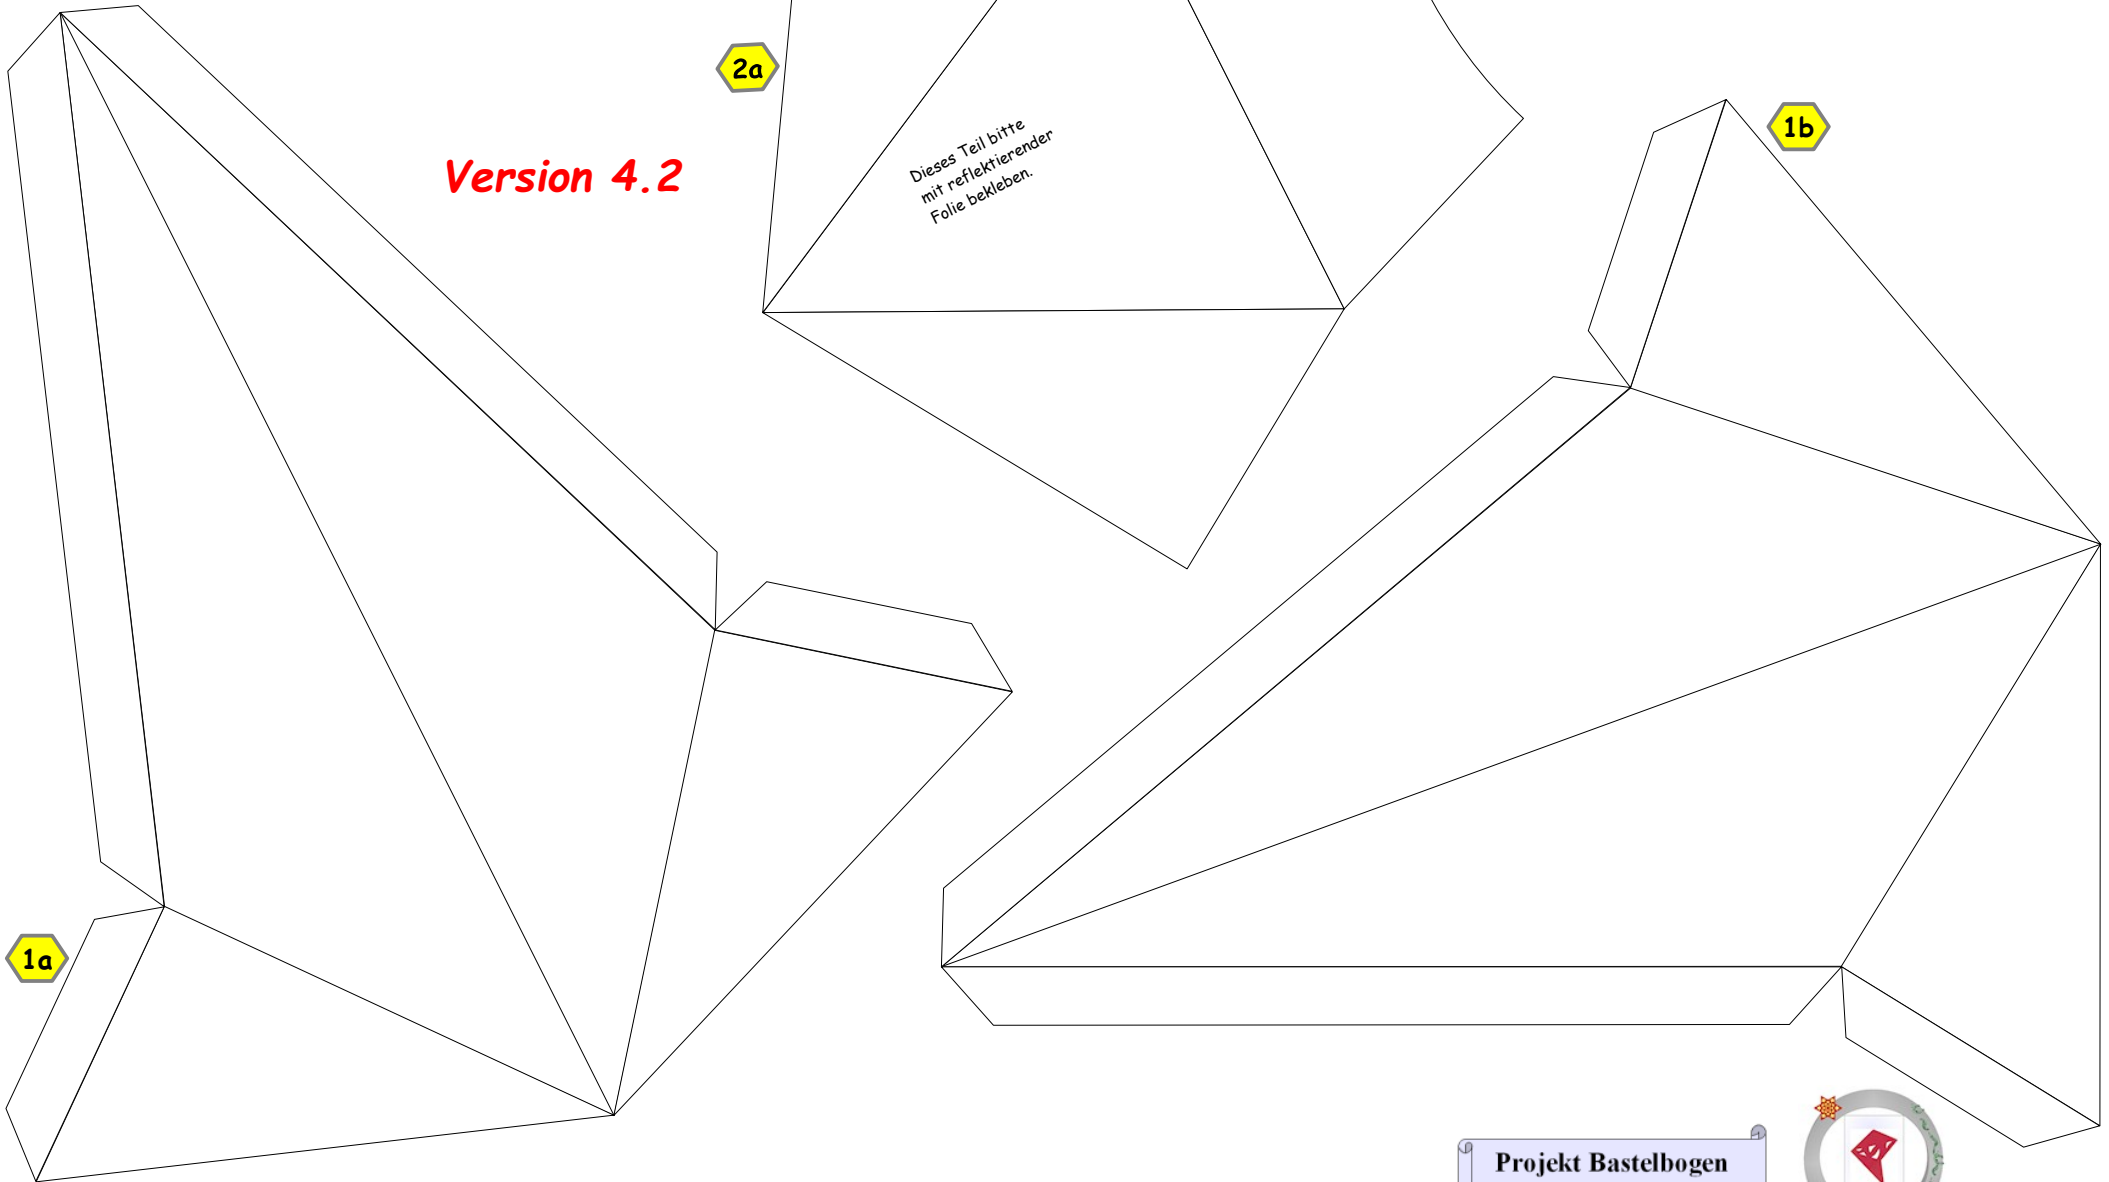 2a
1b
Version 4.2
Dieses Teil bitte
mit reflektierender
Folie bekleben.
1a
Projekt Bastelbogen